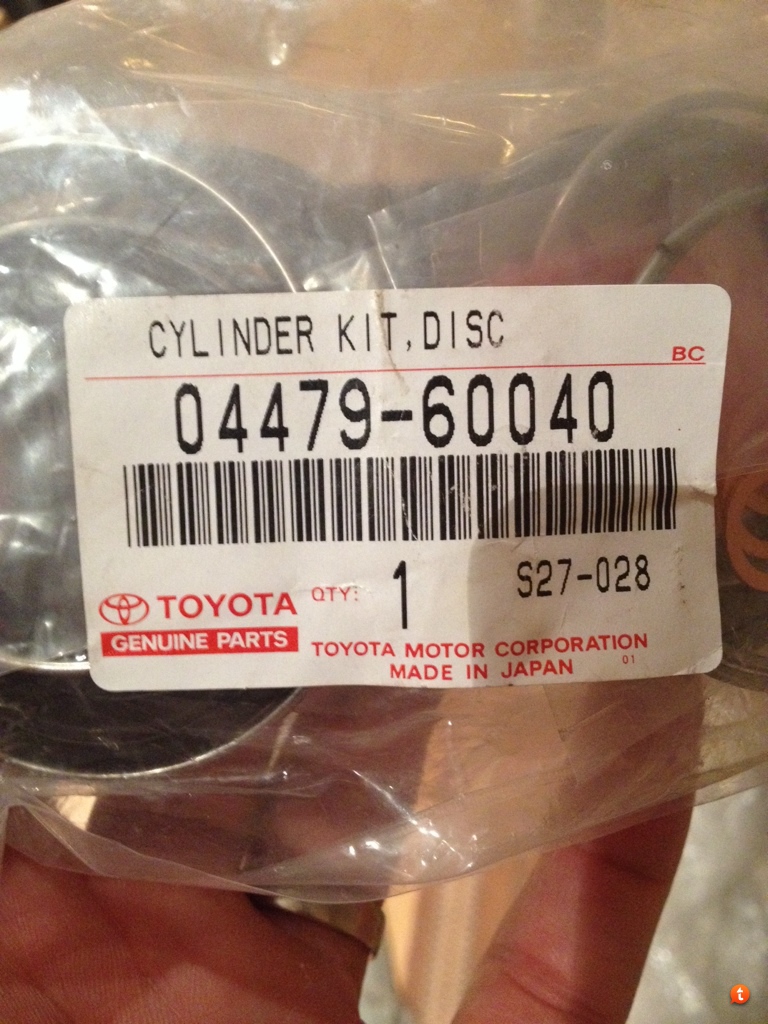 CYLINDER KIT,DISC
BC
04479-60040
QTY: 1 S27-028
TOYOTA
GENUINE PARTS
TOYOTA MOTOR CORPORATION
MADE IN JAPAN 01
t